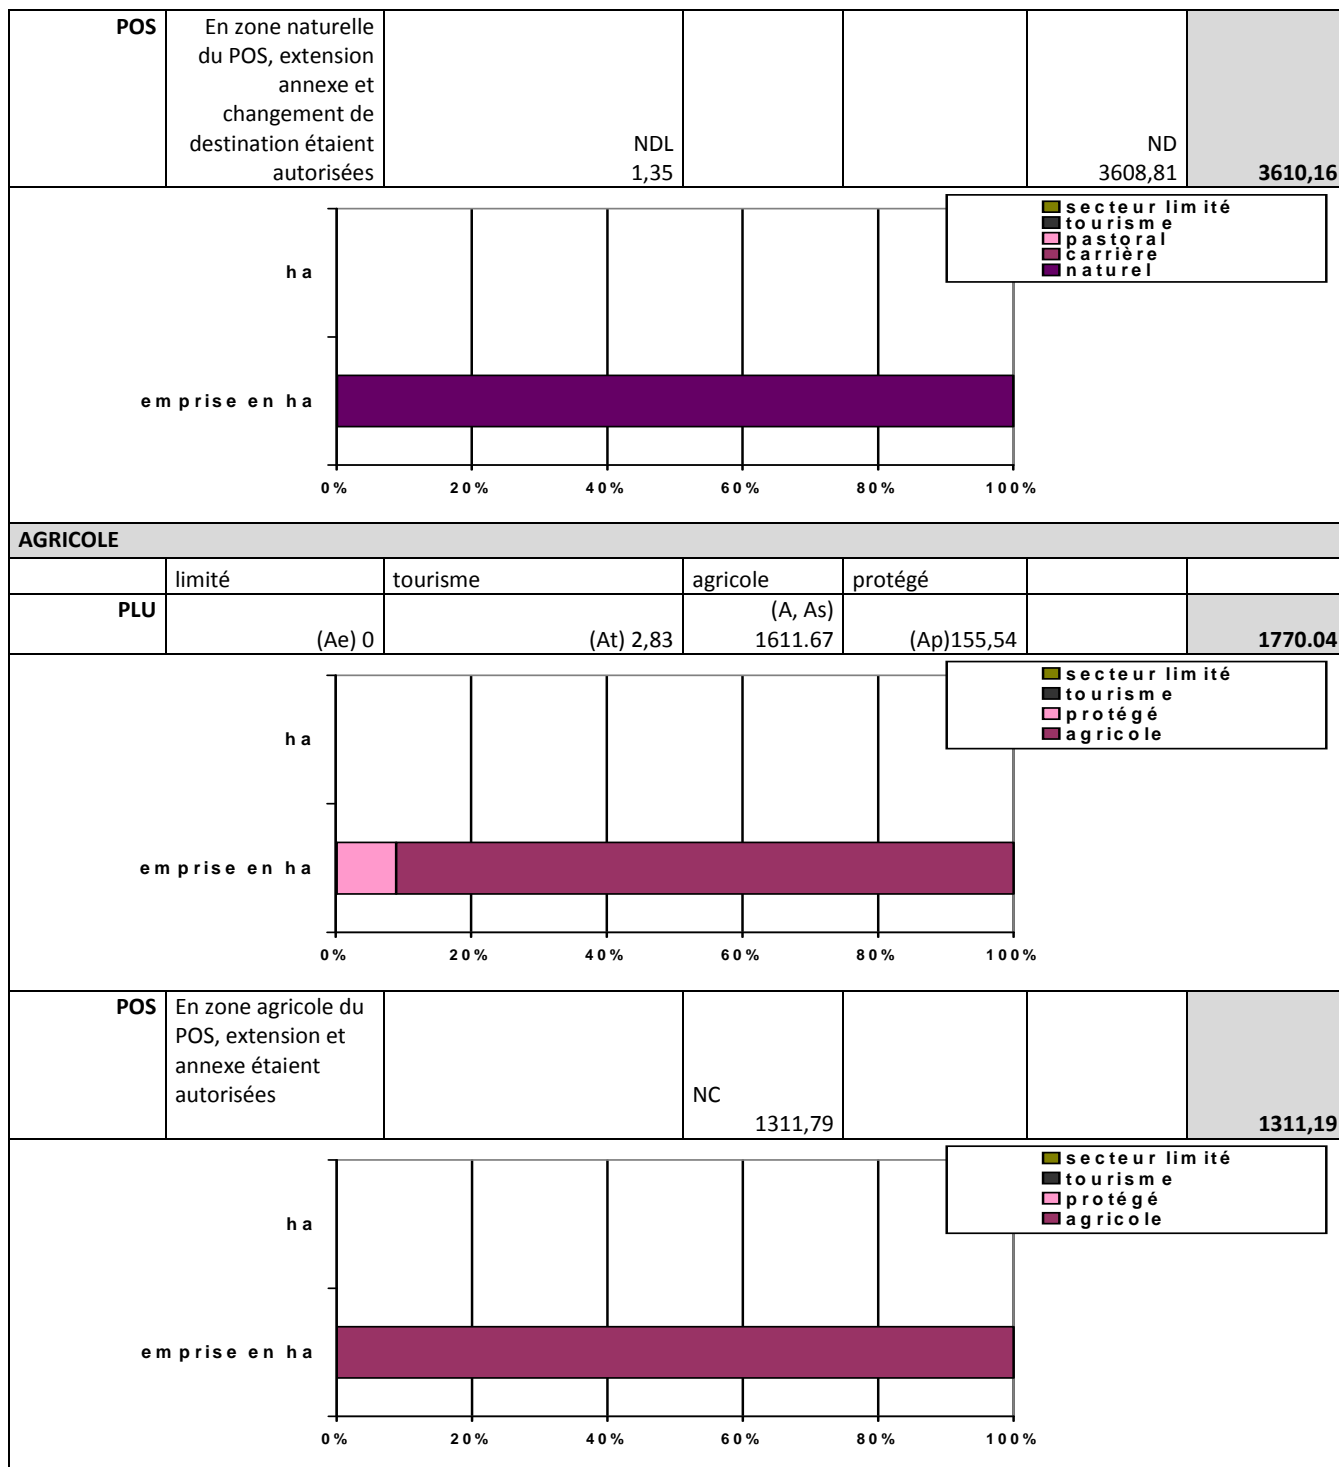 POS En zone naturelle
du POS, extension
annexe et
changement de
destination étaient NDL ND
autorisées 1,35 3608,81 3610,16
secteur limité
tourisme
pastoral
carrière
naturel
ha
emprise en ha
0% 20% 40% 60% 80% 100%
AGRICOLE
limité tourisme agricole protégé
PLU (A, As)
(Ae) 0 (At) 2,83 1611.67 (Ap)155,54 1770.04
secteur limité
tourisme
protégé
agricole
ha
emprise en ha
0% 20% 40% 60% 80% 100%
POS En zone agricole du
POS, extension et
annexe étaient
autorisées NC
1311,79 1311,19
secteur limité
tourisme
protégé
agricole
ha
emprise en ha
0% 20% 40% 60% 80% 100%